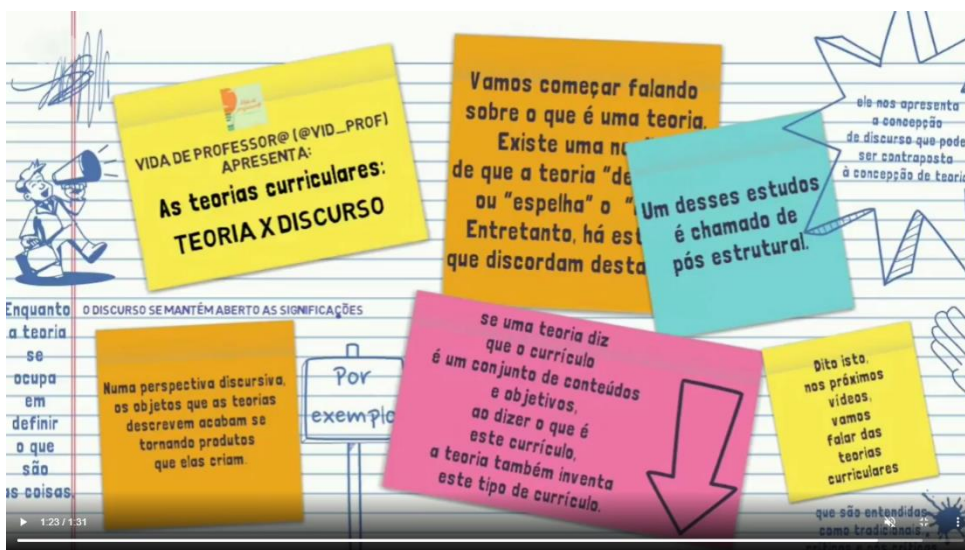 VIDA DE PROFESSOR@ (@VID_PROF)
APRESENTA:
As teorias curriculares:
TEORIA X DISCURSO
Vamos começar falando
sobre o que é uma teoria.
Existe uma
de que a teoria
ou "espelha" o
Entretanto, há
que discordam
Um desses estudos
é chamado de
pós estrutural.
ele nos apresenta
a concepção
de discurso que pode
ser contraposta
à concepção de teoria
Enquanto
a teoria
se
ocupa
em
definir
o que
são
as coisas,
O DISCURSO SE MANTÉM ABERTO AS SIGNIFICAÇÕES
Numa perspectiva discursiva,
os objetos que as teorias
descrevem acabam se
tornando produtos
que elas criam.
Por
exemplo
se uma teoria diz
que o currículo
é um conjunto de conteúdos
e objetivos,
ao dizer o que é
este currículo,
a teoria também inventa
este tipo de currículo.
Dito isto,
nos próximos
vídeos,
vamos
falar das
teorias
curriculares
que são entendidas
como tradicionais,
1:23 / 1:31